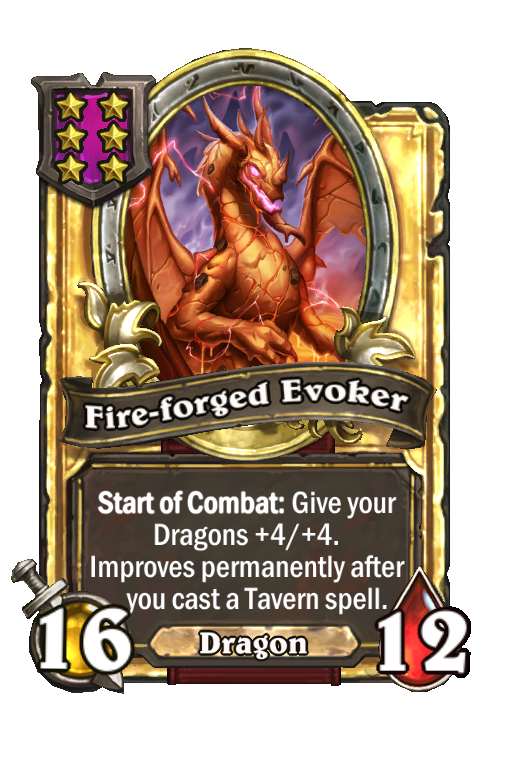 Fire-forged Evoker
Start of Combat: Give your
Dragons +4/+4.
Improves permanently after
you cast a Tavern spell.
16
Dragon
12